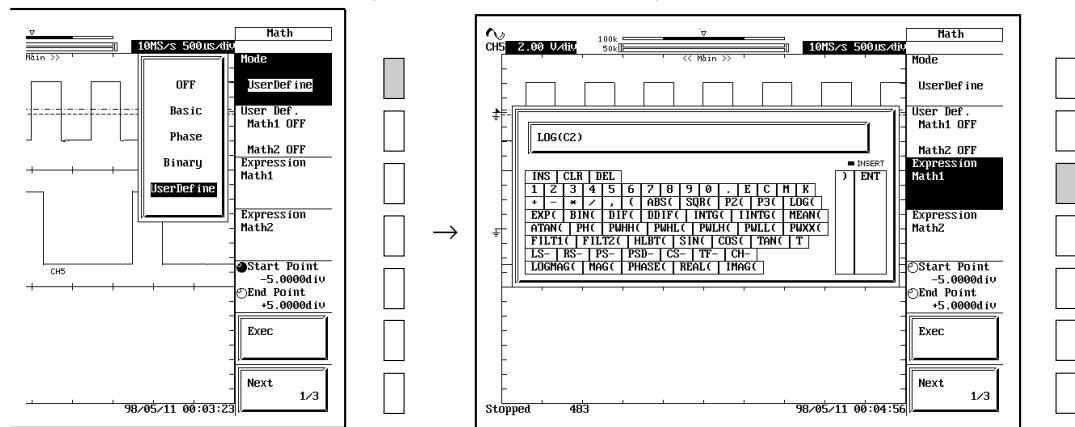 Math
10MS/s 500us/div
Main >>
Mode
UserDefine
OFF
Basic
Phase
Binary
UserDefine
User Def.
Math1 OFF
Math2 OFF
Expression
Math1
Expression
Math2
CH5
Start Point
-5.0000div
End Point
+5.0000div
Exec
Next
1/3
98/05/11 00:03:23
→
Math
CH5 2.00 V/div
100k
50k
10MS/s 500us/div
<< Main >>
Mode
UserDefine
User Def.
Math1 OFF
Math2 OFF
Expression
Math1
Expression
Math2
LOG(C2)
INSERT
INS CLR DEL ) ENT
1 2 3 4 5 6 7 8 9 0 . E C M K
+ - * / , ( ABS( SQR( P2( P3( LOG(
EXP( BIN( DIF( DDIF( INTG( IINTG( MEAN(
ATAN( PH( PWHH( PWHL( PWLH( PWLL( PWXX(
FILT1( FILT2( HLBT( SIN( COS( TAN( T
LS- RS- PS- PSD- CS- TF- CH-
LOGMAG( MAG( PHASE( REAL( IMAG(
Start Point
-5.0000div
End Point
+5.0000div
Exec
Next
1/3
Stopped 483
98/05/11 00:04:56